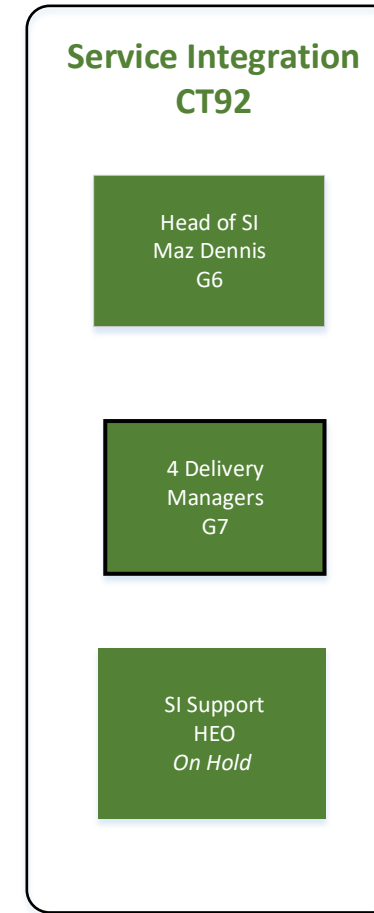 Service Integration
CT92
Head of SI
Maz Dennis
G6
4 Delivery
Managers
G7
SI Support
HEO
On Hold